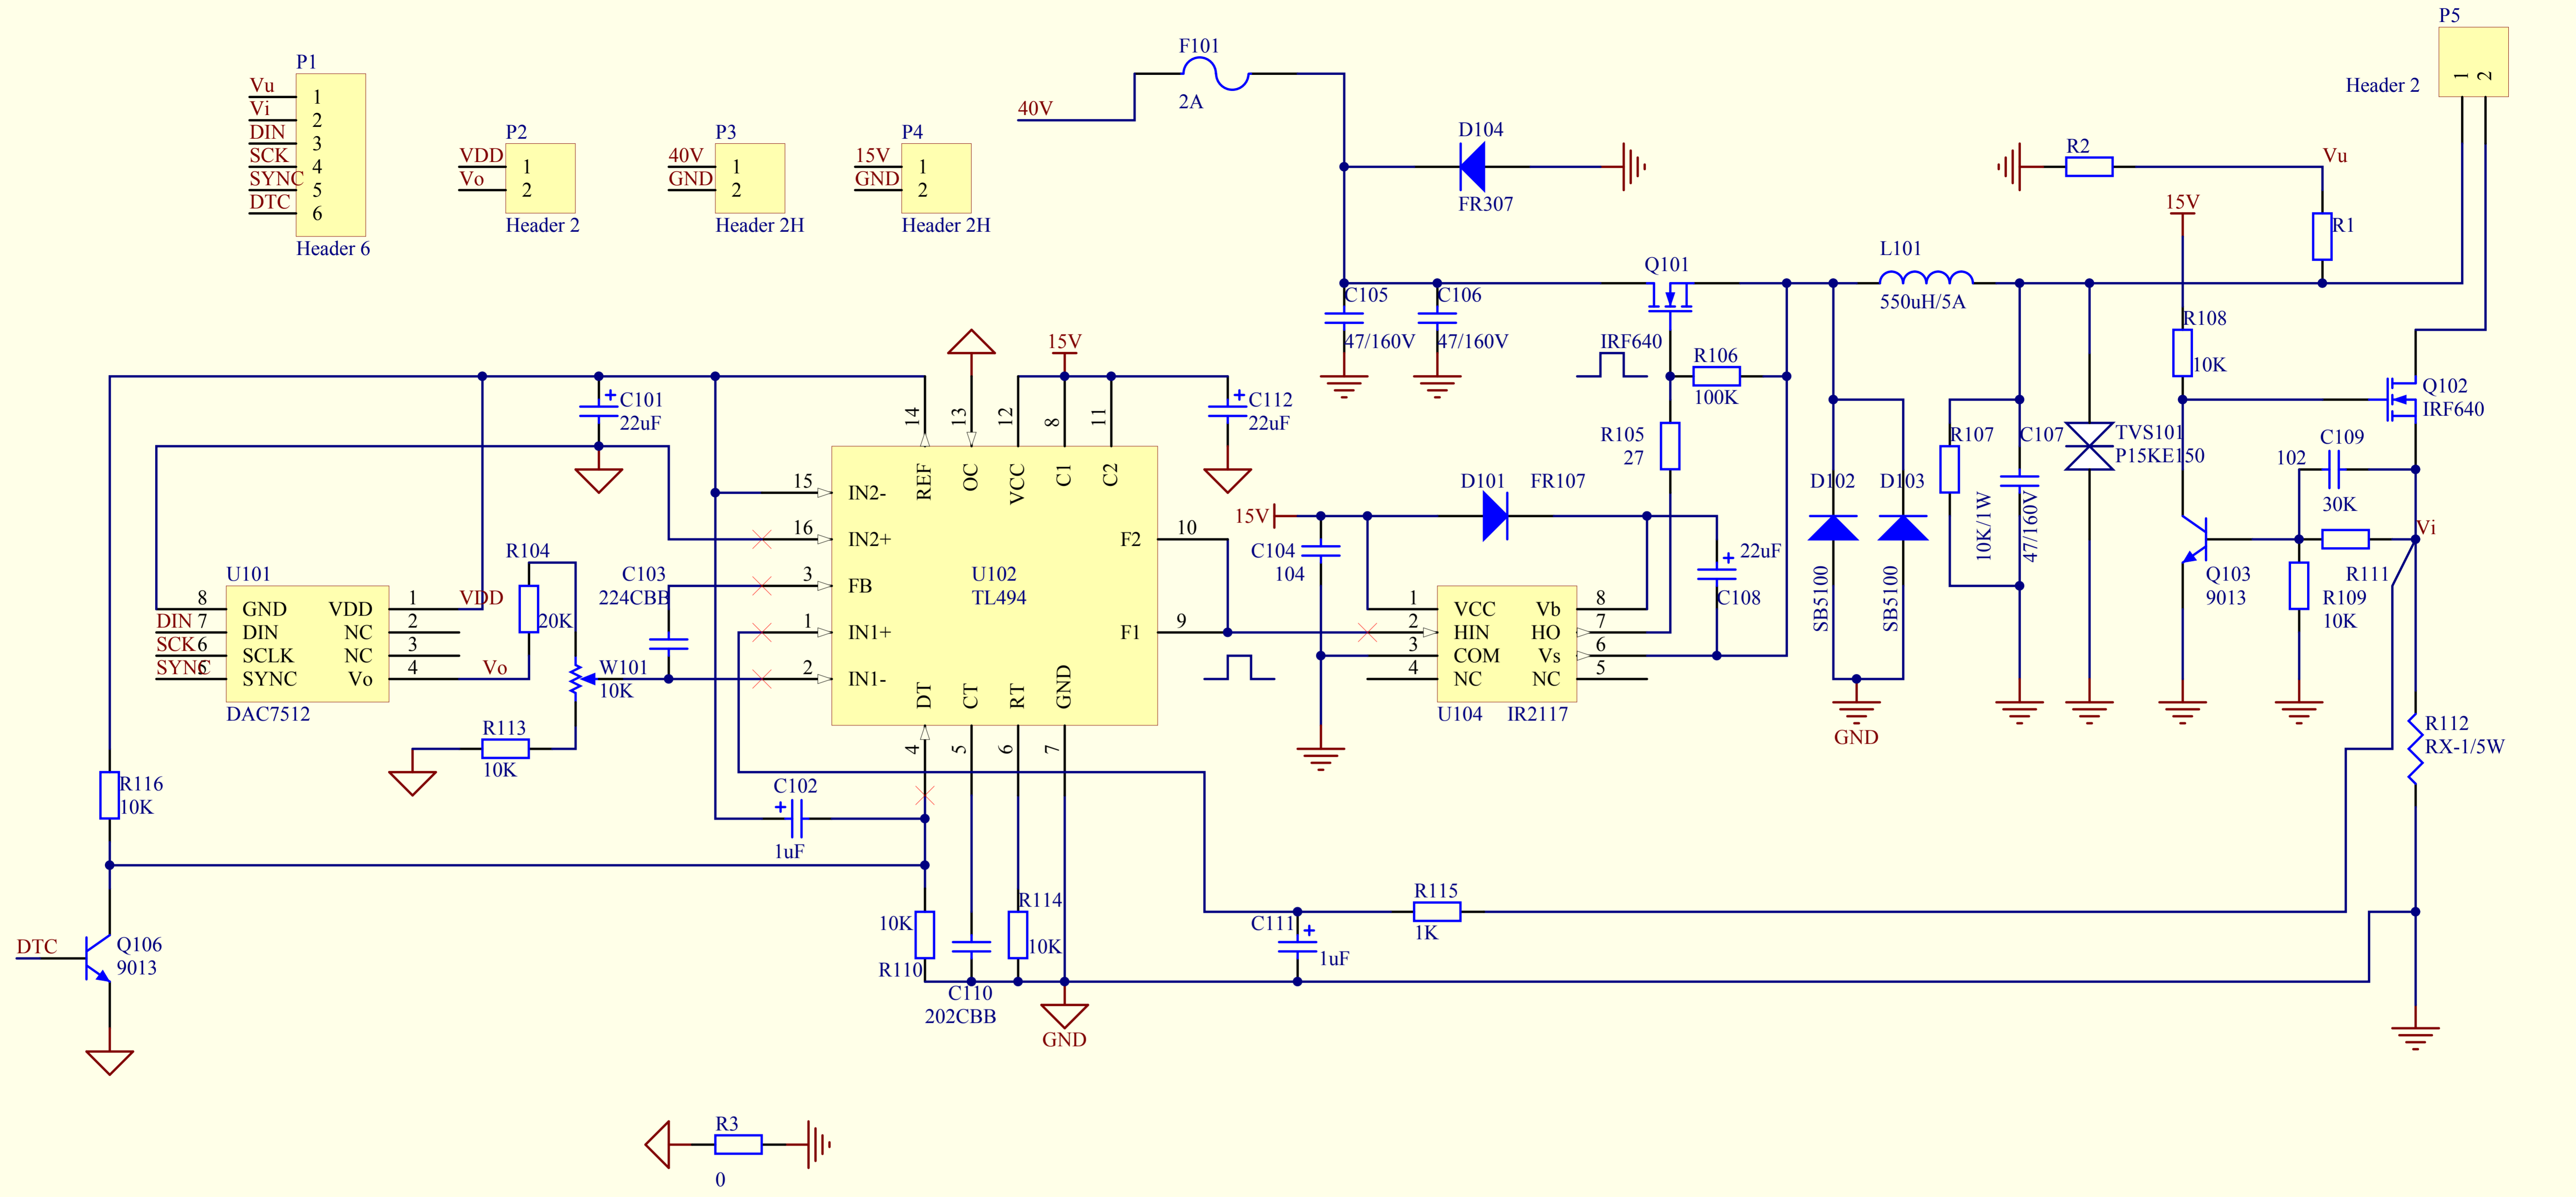 P1
Vu 1
Vi 2
DIN 3
SCK 4
SYNC 5
DTC 6
Header 6
P2
VDD 1
Vo 2
Header 2
P3
40V 1
GND 2
Header 2H
P4
15V 1
GND 2
Header 2H
40V
F101
2A
D104
FR307
P5
1
2
Header 2
R2
Vu
R1
15V
R108
10K
Q102
IRF640
C105
47/160V
C106
47/160V
Q101
IRF640
R106
100K
R105
27
L101
550uH/5A
D102
SB5100
D103
SB5100
GND
R107
10K/1W
C107
47/160V
TVS101
P15KE150
C109
102
30K
Vi
R111
R109
10K
Q103
9013
R112
RX-1/5W
15V
D101
FR107
C104
104
22uF
C108
1 VCC
2 HIN
3 COM
4 NC
Vb 8
HO 7
Vs 6
NC 5
U104
IR2117
C101
22uF
15V
C112
22uF
14 REF
13 OC
12 VCC
8 C1
11 C2
15 IN2-
16 IN2+
3 FB
1 IN1+
2 IN1-
F2 10
F1 9
U102
TL494
DT 4
CT 5
RT 6
GND 7
U101
8 GND
DIN 7 DIN
SCK 6 SCLK
SYNC 5 SYNC
VDD 1 VDD
NC 2
NC 3
Vo 4 Vo
DAC7512
R104
20K
C103
224CBB
W101
10K
R113
10K
R116
10K
C102
1uF
DTC
Q106
9013
10K
R110
C110
202CBB
R114
10K
GND
C111
1uF
R115
1K
R3
0